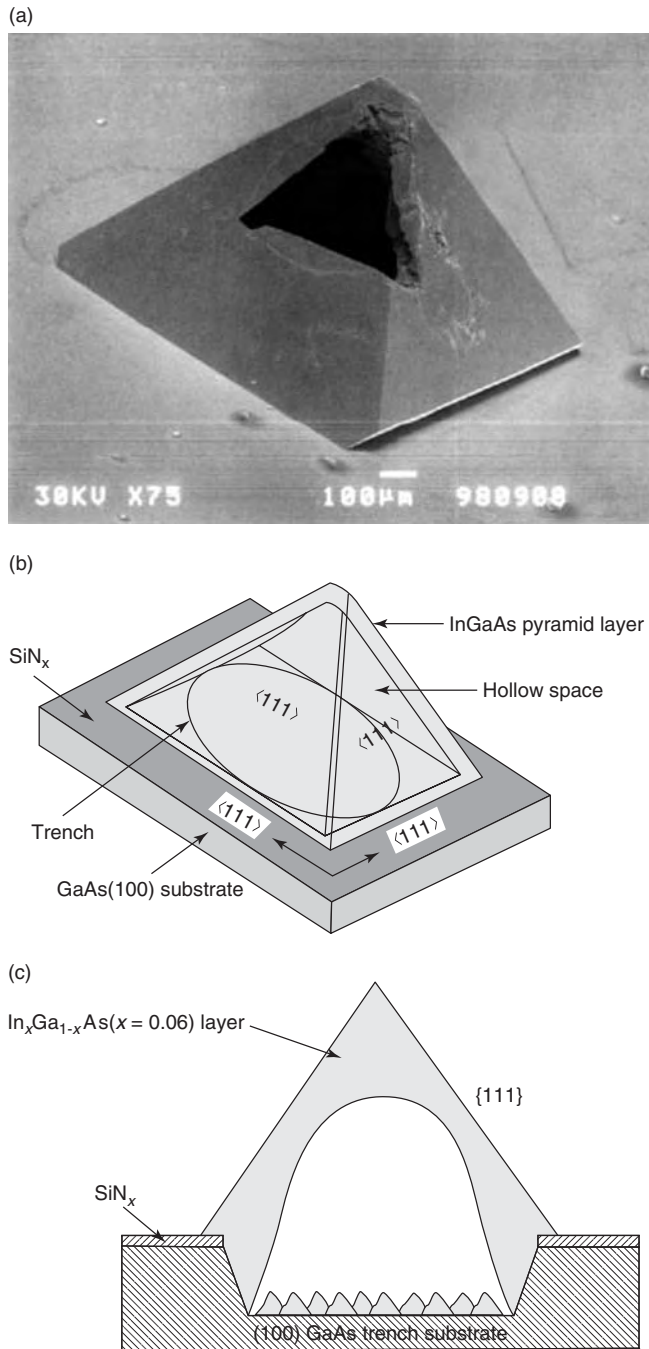 (a)
30KV X75 100µm 980908
(b)
InGaAs pyramid layer
SiNx
Hollow space
⟨111⟩
⟨111⟩
Trench
⟨111⟩
⟨111⟩
GaAs(100) substrate
(c)
InxGa1-xAs(x = 0.06) layer
{111}
SiNx
(100) GaAs trench substrate